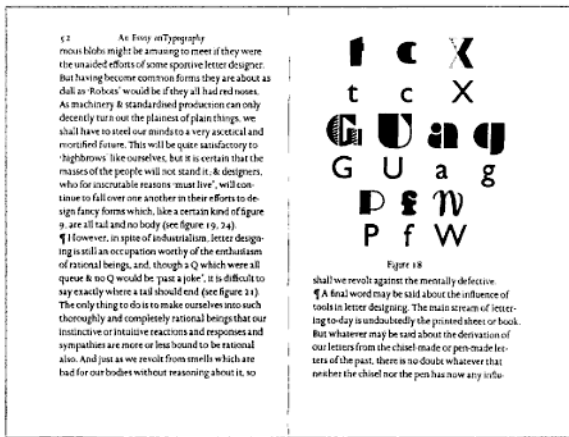 52 An Essay on Typography
mous blobs might be amusing to meet if they were
the unaided efforts of some sportive letter designer.
But having become common forms they are about as
dull as 'Robots' would be if they all had red noses.
As machinery & standardised production can only
decently turn out the plainest of plain things, we
shall have to steel our minds to a very ascetical and
mortified future. This will be quite satisfactory to
'highbrows' like ourselves, but it is certain that the
masses of the people will not stand it; & designers,
who for inscrutable reasons 'must live', will con-
tinue to fall over one another in their efforts to de-
sign fancy forms which, like a certain kind of figure
9, are all tail and no body (see figure 19, 24).
¶ However, in spite of industrialism, letter design-
ing is still an occupation worthy of the enthusiasm
of rational beings, and, though a Q which were all
queue & no Q would be 'past a joke', it is difficult to
say exactly where a tail should end (see figure 21).
The only thing to do is to make ourselves into such
thoroughly and completely rational beings that our
instinctive or intuitive reactions and responses and
sympathies are more or less bound to be rational
also. And just as we revolt from smells which are
bad for our bodies without reasoning about it, so
t c X
t c X
G U a g
G U a g
P f W
P f W
Figure 18
shall we revolt against the mentally defective.
¶ A final word may be said about the influence of
tools in letter designing. The main stream of letter-
ing to-day is undoubtedly the printed sheet or book.
But whatever may be said about the derivation of
our letters from the chisel-made or pen-made let-
ters of the past, there is no doubt whatever that
neither the chisel nor the pen has now any influ-